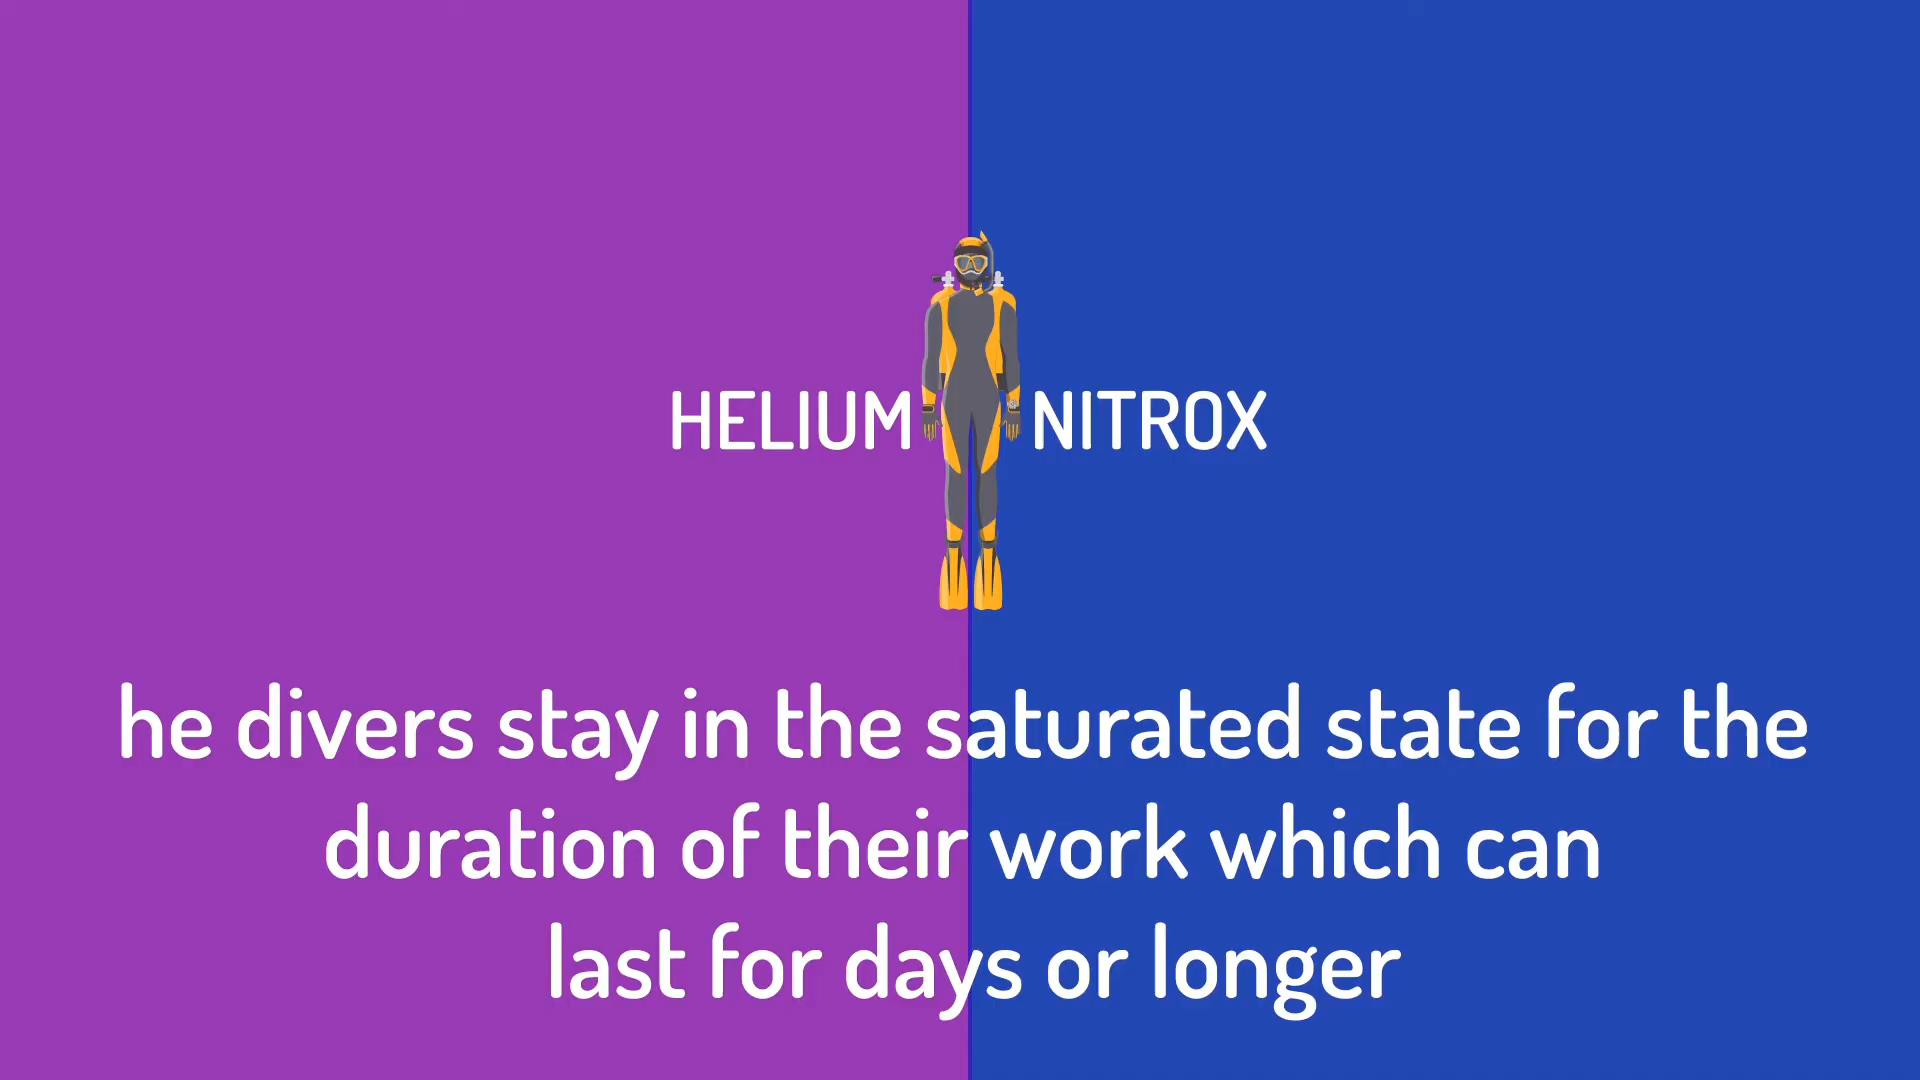 HELIUM NITROX
he divers stay in the saturated state for the
duration of their work which can
last for days or longer